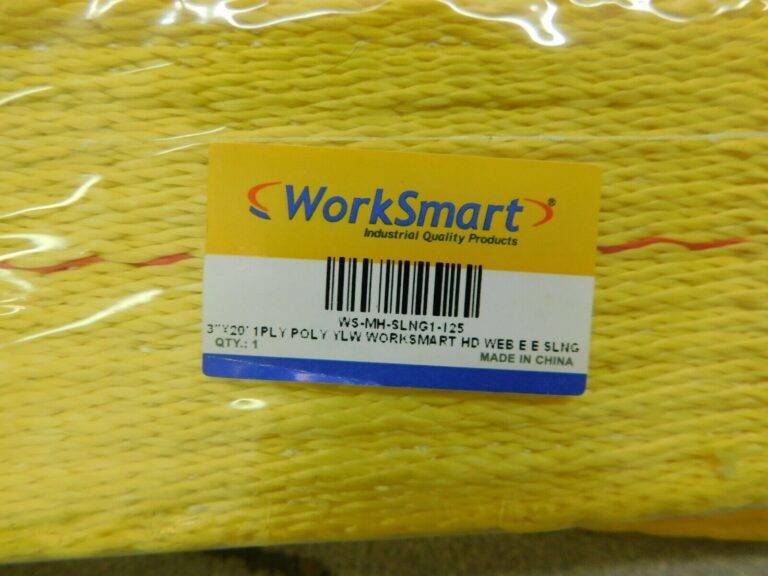 WorkSmart®
Industrial Quality Products
WS-MH-SLNG1-125
3"X20' 1PLY POLY YLW WORKSMART HD WEB E E SLNG
QTY.: 1
MADE IN CHINA